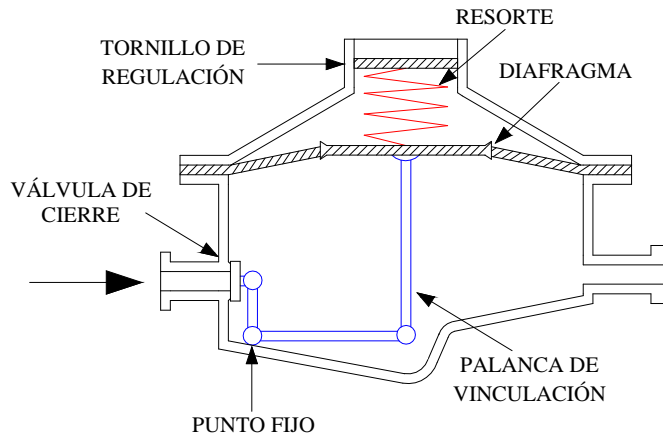 RESORTE
TORNILLO DE
REGULACIÓN
DIAFRAGMA
VÁLVULA DE
CIERRE
PALANCA DE
VINCULACIÓN
PUNTO FIJO